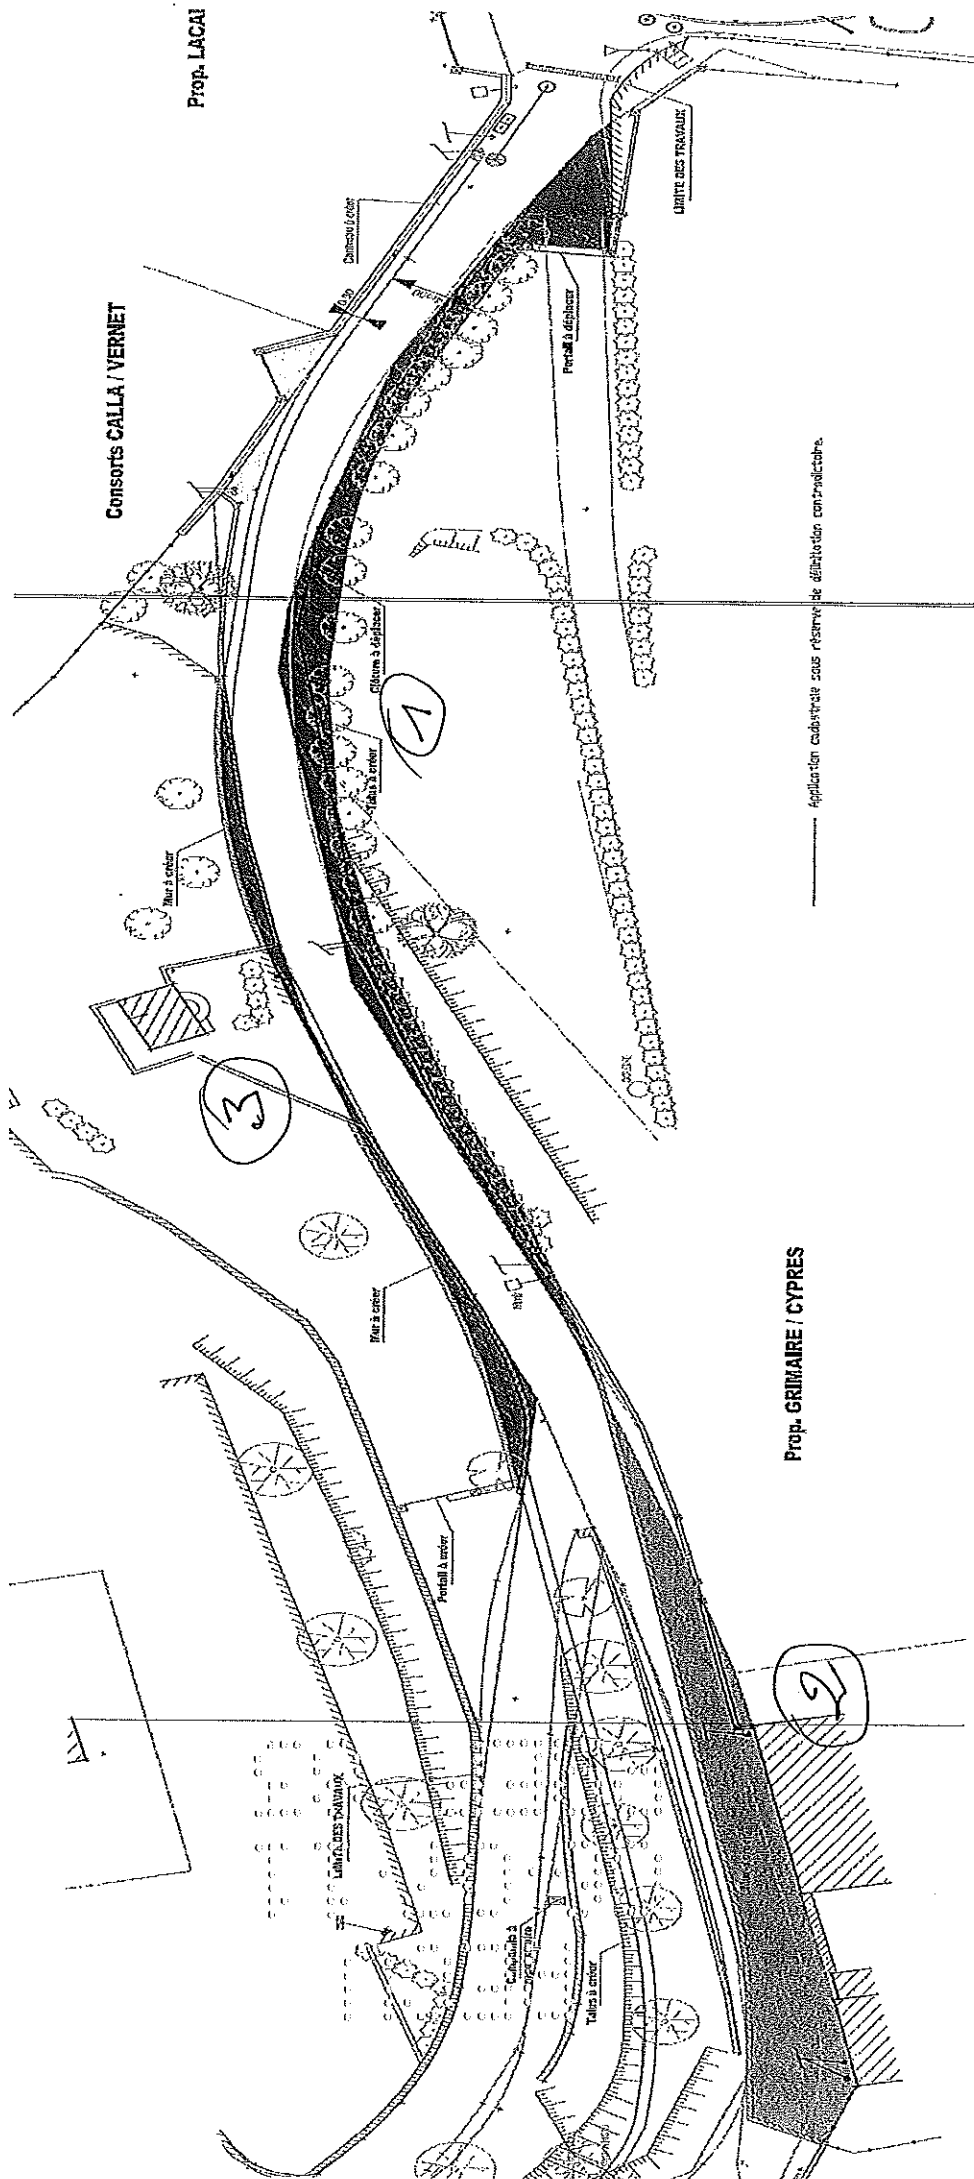 Prop. LACAI
Consorts CALLA / VERNET
Caniveau à créer
0.50
LIMITE DES TRAVAUX
Portail à déplacer
Clôture à déplacer
1
Talus à créer
Mur à créer
Application cadastrale sous réserve de délimitation contradictoire.
3
Mur à créer
Prop. GRIMAIRE / CYPRES
Portail à créer
2
LIMITE DES TRAVAUX
Talus à créer